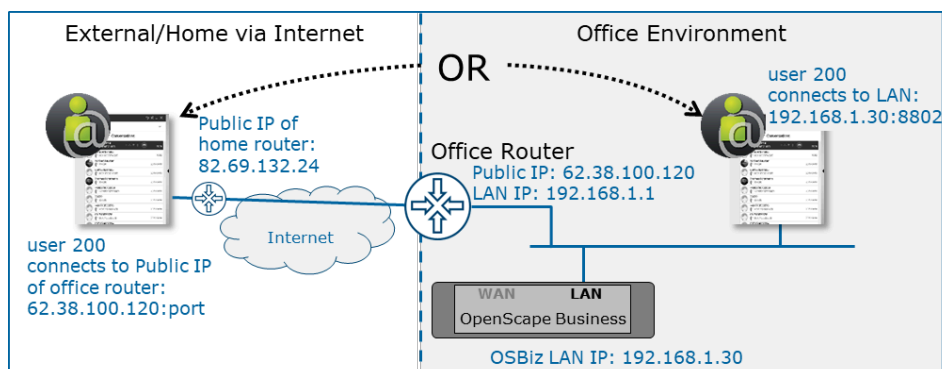 External/Home via Internet
Office Environment
OR
user 200
connects to LAN:
192.168.1.30:8802
@
@
Public IP of
home router:
82.69.132.24
Office Router
Public IP: 62.38.100.120
LAN IP: 192.168.1.1
Internet
user 200
connects to Public IP
of office router:
62.38.100.120:port
WAN LAN
OpenScape Business
OSBiz LAN IP: 192.168.1.30